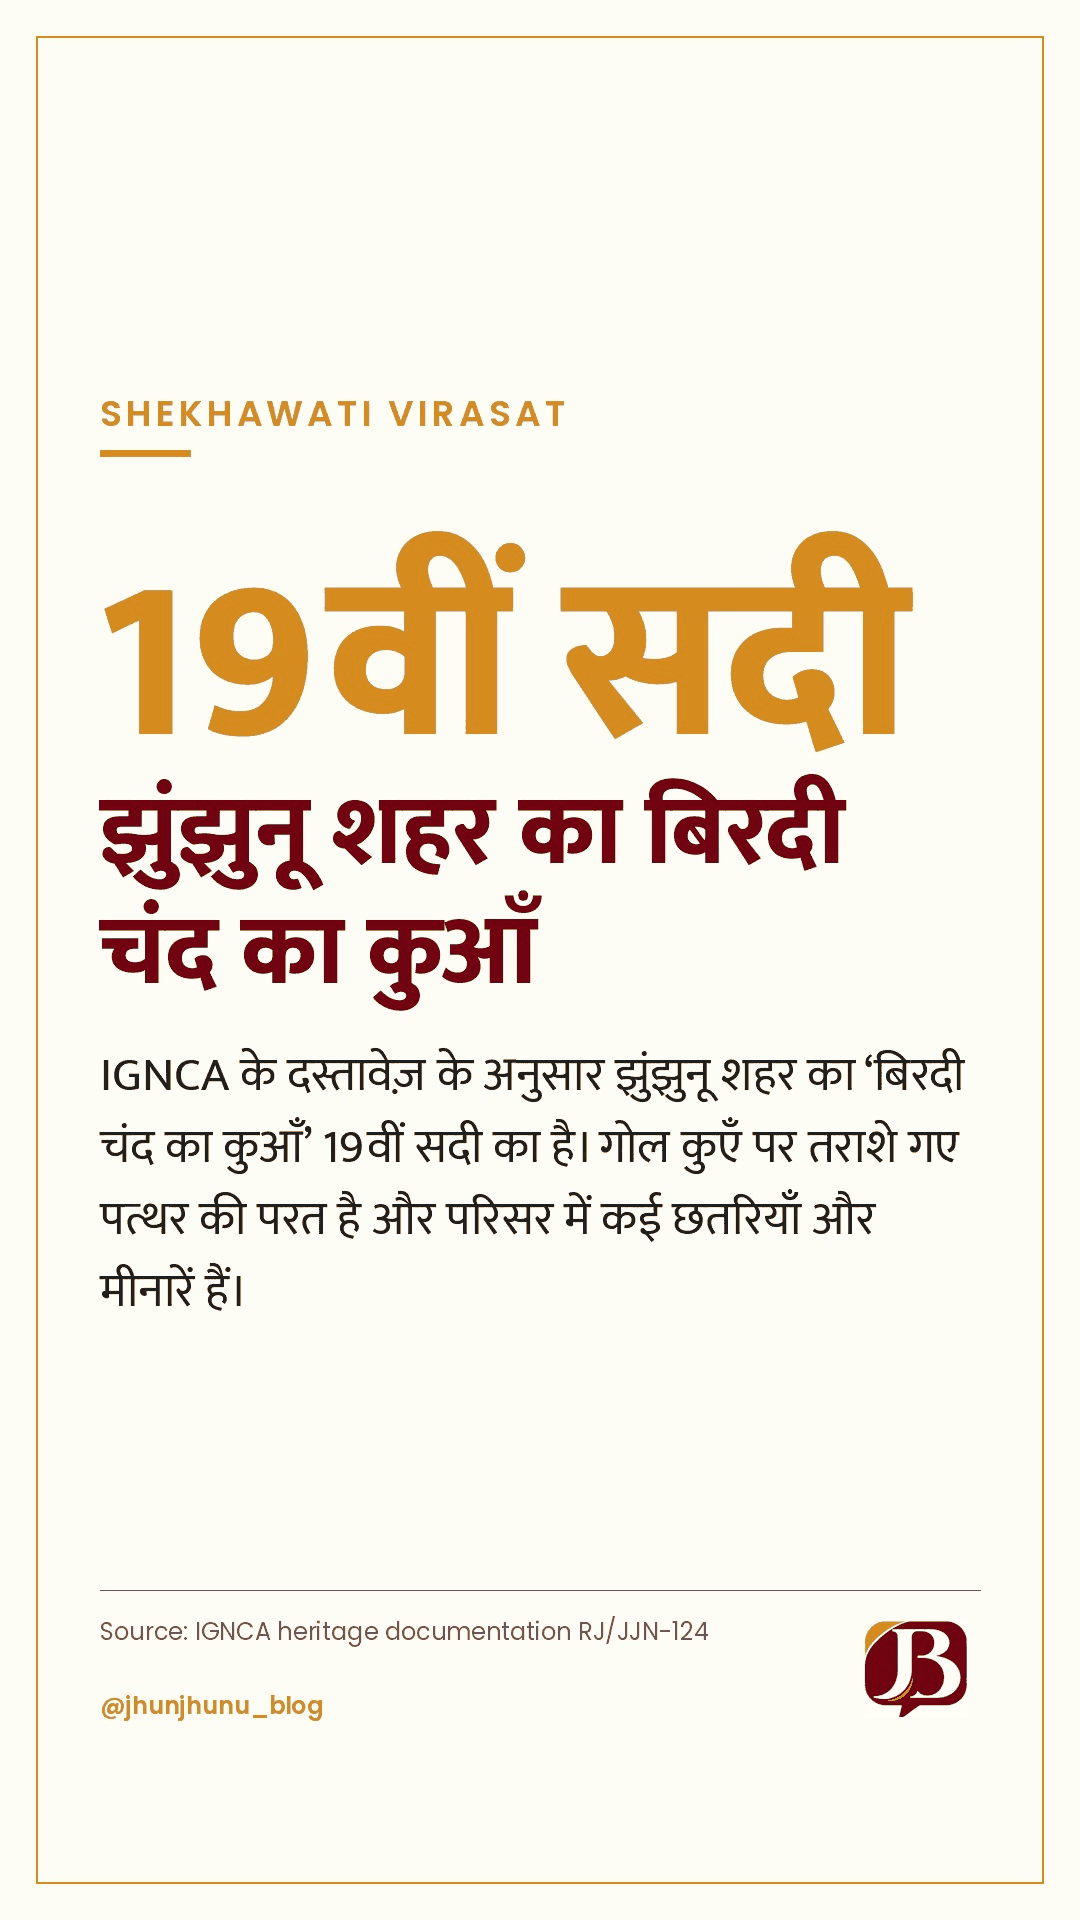 SHEKHAWATI VIRASAT
19वीं सदी
झुंझुनू शहर का बिरदी
चंद का कुआँ
IGNCA के दस्तावेज़ के अनुसार झुंझुनू शहर का ‘बिरदी
चंद का कुआँ’ 19वीं सदी का है। गोल कुएँ पर तराशे गए
पत्थर की परत है और परिसर में कई छतरियाँ और
मीनारें हैं।
Source: IGNCA heritage documentation RJ/JJN-124
JB
@jhunjhunu_blog